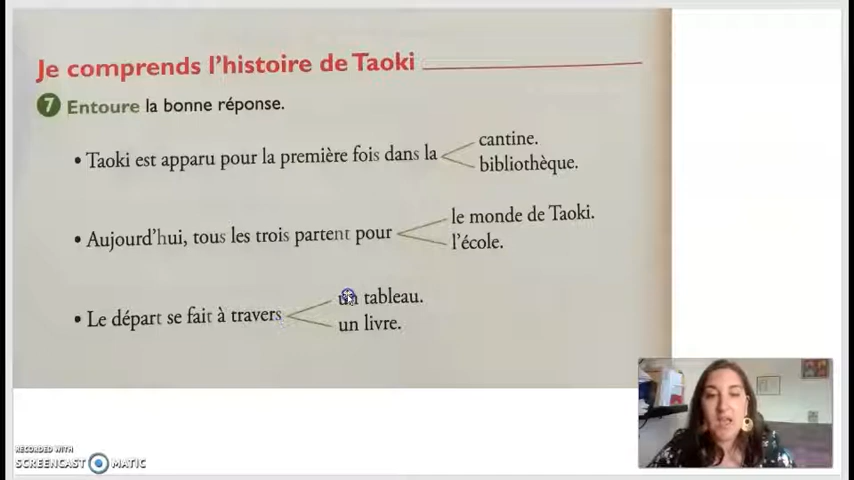 Je comprends l'histoire de Taoki
7 Entoure la bonne réponse.
• Taoki est apparu pour la première fois dans la
cantine.
bibliothèque.
• Aujourd'hui, tous les trois partent pour
le monde de Taoki.
l'école.
• Le départ se fait à travers
un tableau.
un livre.
RECORDED WITH
SCREENCAST MATIC